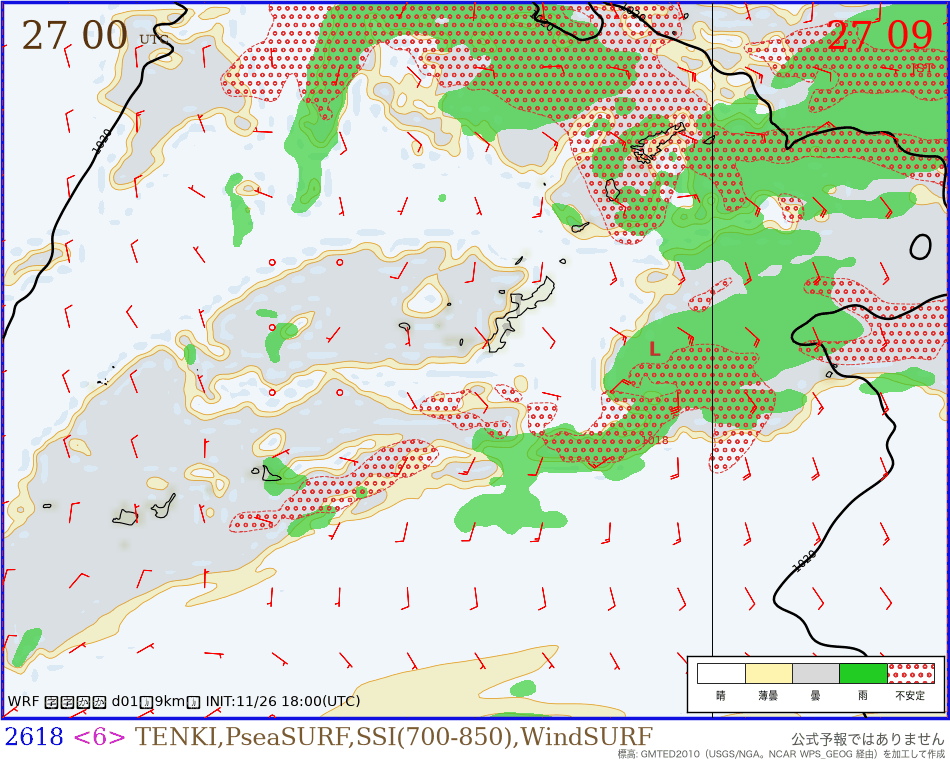 27 00 UTC
27 09
JST
1020
L
1018
1020
晴 薄曇 曇 雨 不安定
WRF d01 9km INIT:11/26 18:00(UTC)
2618 <6> TENKI,PseaSURF,SSI(700-850),WindSURF
公式予報ではありません
標高: GMTED2010（USGS/NGA。NCAR WPS_GEOG 経由）を加工して作成